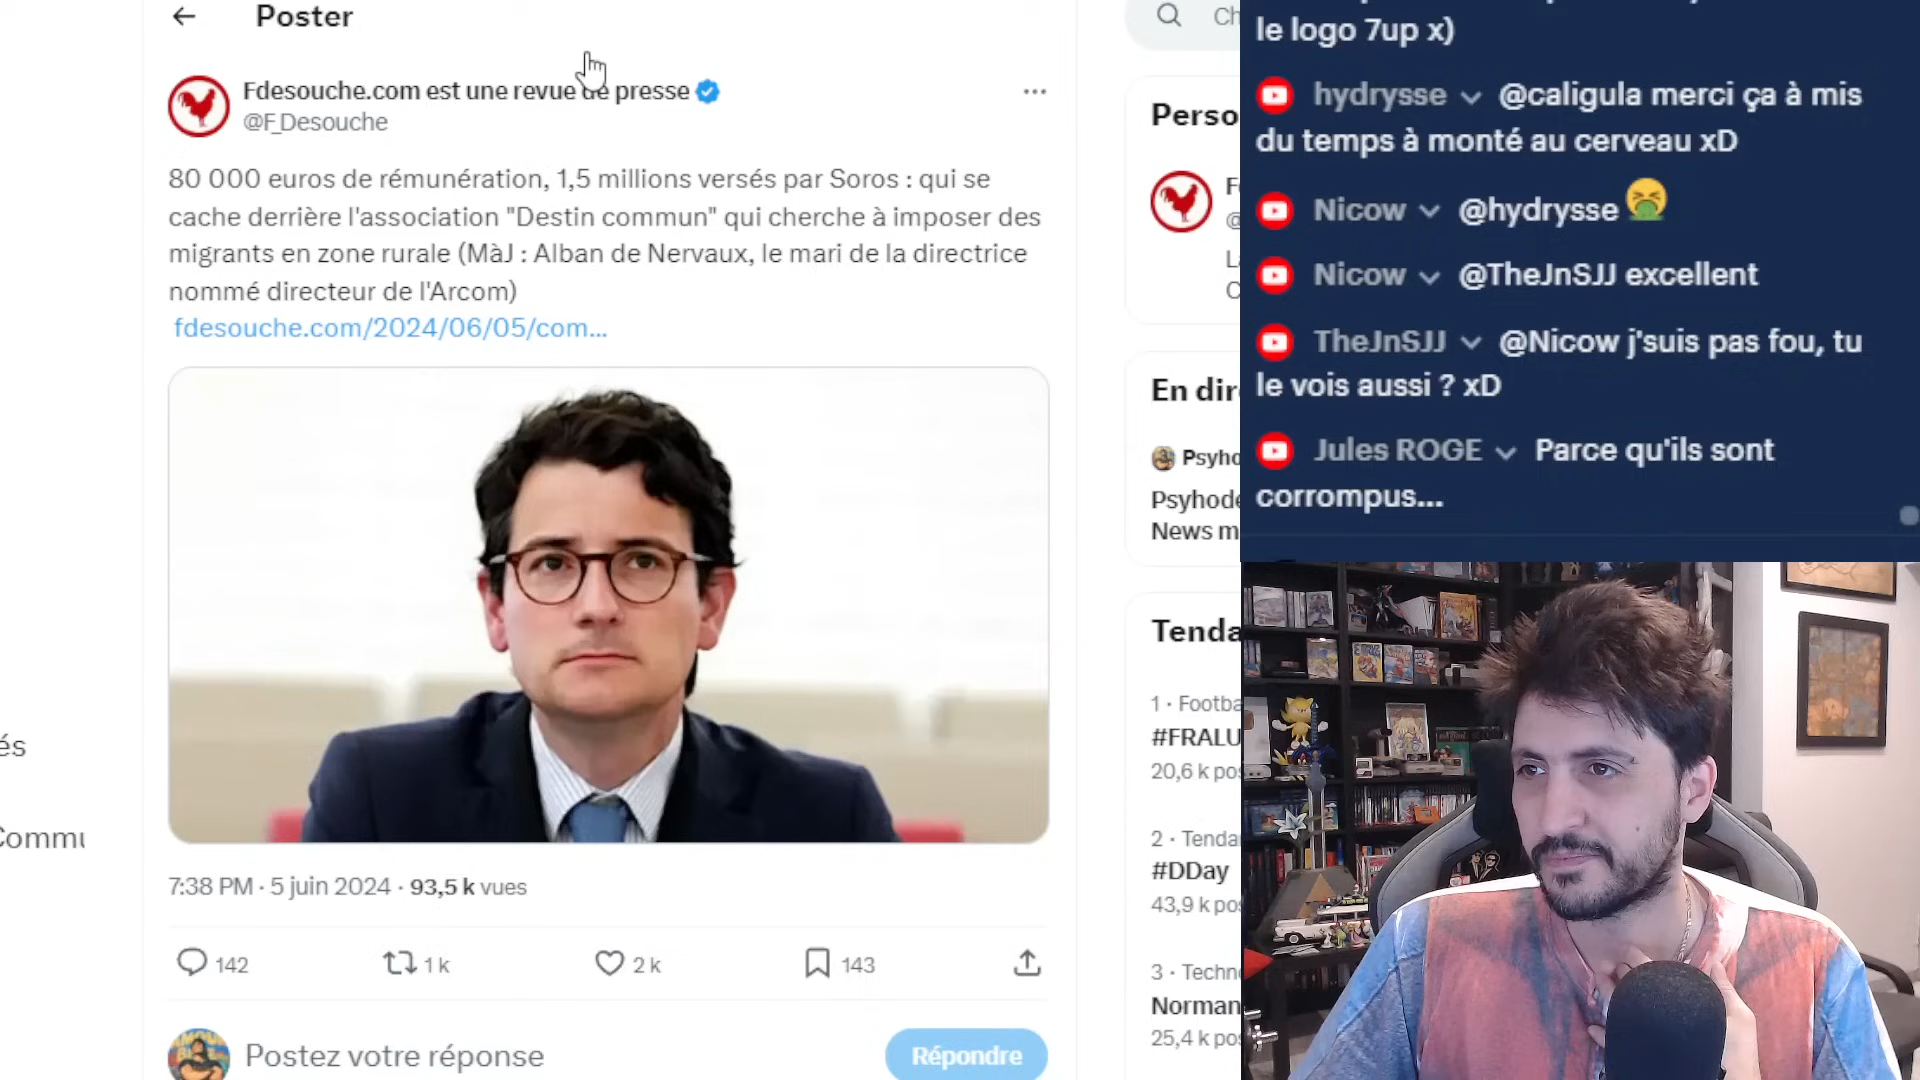 Poster
Fdesouche.com est une revue de presse
@F_Desouche
80 000 euros de rémunération, 1,5 millions versés par Soros : qui se
cache derrière l'association "Destin commun" qui cherche à imposer des
migrants en zone rurale (MàJ : Alban de Nervaux, le mari de la directrice
nommé directeur de l'Arcom)
fdesouche.com/2024/06/05/com...
7:38 PM · 5 juin 2024 · 93,5 k vues
142
1 k
2 k
143
Postez votre réponse
Répondre
és
Commu
Ch
Perso
F
@
L
C
En dir
Psyho
Psyhode
News m
Tenda
1 · Footba
#FRALU
20,6 k pos
2 · Tendan
#DDay
43,9 k pos
3 · Techno
Norman
25,4 k pos
le logo 7up x)
hydrysse @caligula merci ça à mis
du temps à monté au cerveau xD
Nicow @hydrysse
Nicow @TheJnSJJ excellent
TheJnSJJ @Nicow j'suis pas fou, tu
le vois aussi ? xD
Jules ROGE Parce qu'ils sont
corrompus...